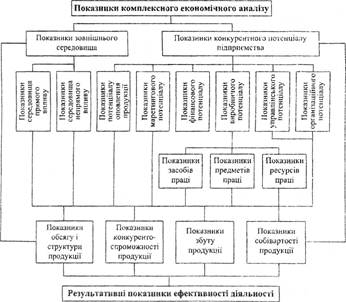 Показники комплексного економічного аналізу
Показники зовнішнього
середовища
Показники конкурентного потенціалу
підприємства
Показники
середовища
прямого
впливу
Показники
середовища
непрямого
впливу
Показники
потенціалу
оновлення
продукції
Показники
маркетингового
потенціалу
Показники
фінансового
потенціалу
Показники
виробничого
потенціалу
Показники
управлінського
потенціалу
Показники
організаційного
потенціалу
Показники
засобів
праці
Показники
предметів
праці
Показники
ресурсів
праці
Показники
обсягу і
структури
продукції
Показники
конкуренто-
спроможності
продукції
Показники
збуту
продукції
Показники
собівартості
продукції
Результативні показники ефективності діяльності